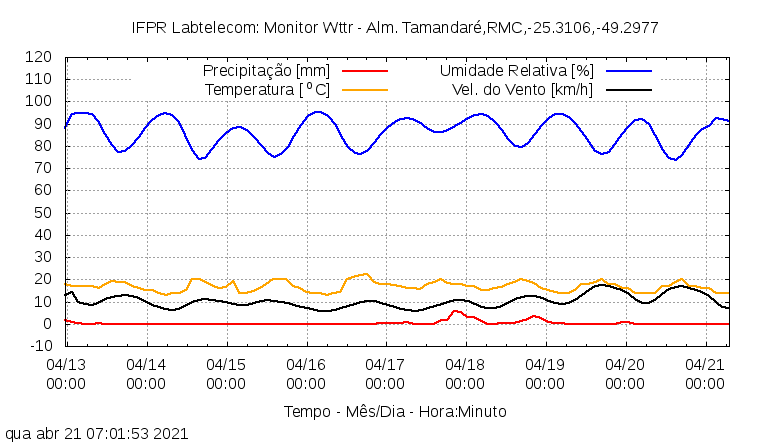 IFPR Labtelecom: Monitor Wttr - Alm. Tamandaré,RMC,-25.3106,-49.2977
120
110
100
90
80
70
60
50
40
30
20
10
0
-10
Precipitação [mm]
Temperatura [⁰C]
Umidade Relativa [%]
Vel. do Vento [km/h]
04/13 04/14 04/15 04/16 04/17 04/18 04/19 04/20 04/21
00:00 00:00 00:00 00:00 00:00 00:00 00:00 00:00 00:00
Tempo - Mês/Dia - Hora:Minuto
qua abr 21 07:01:53 2021